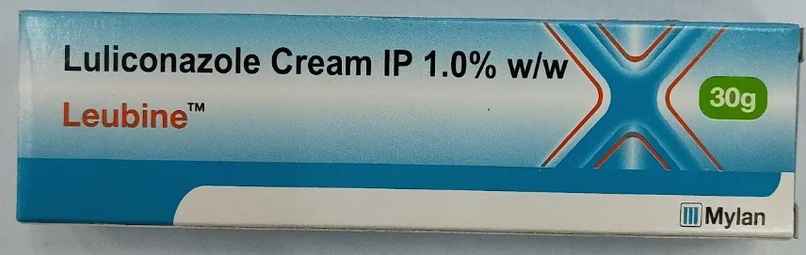 Luliconazole Cream IP 1.0% w/w
Leubine™
30g
Mylan